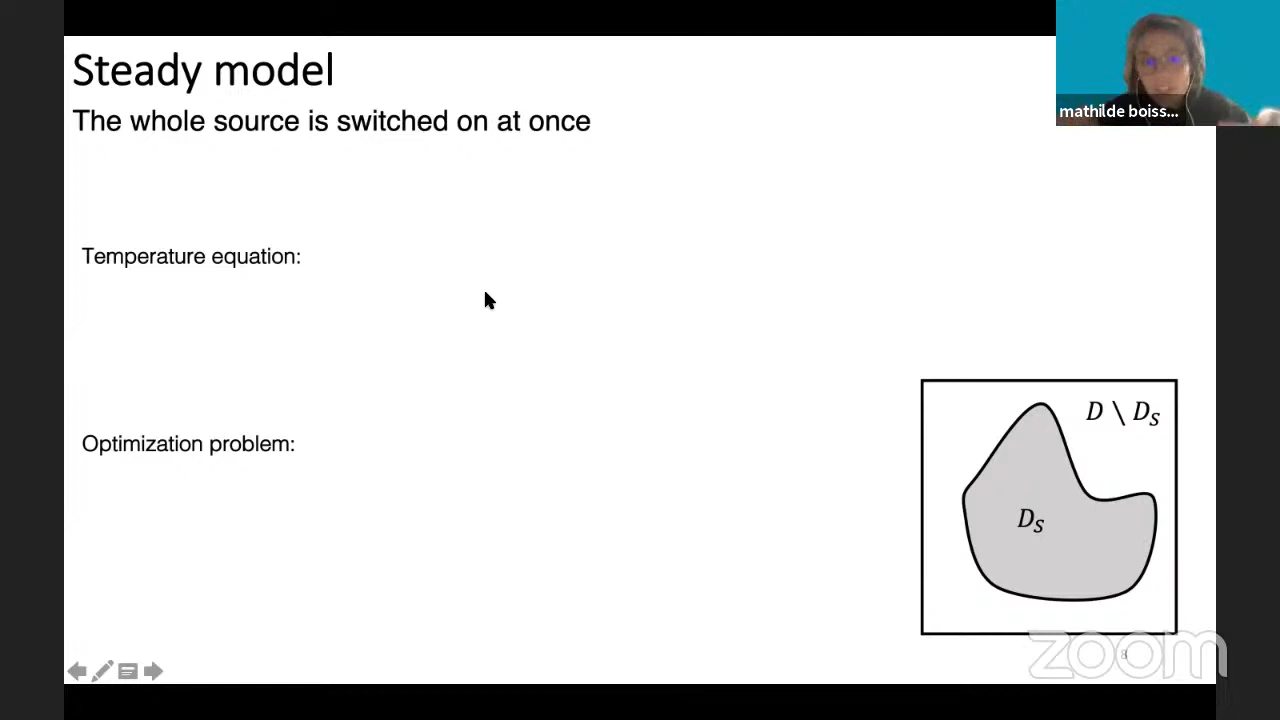 Steady model
The whole source is switched on at once
mathilde boiss...
Temperature equation:
Optimization problem:
D \ D_S
D_S
zoom
8